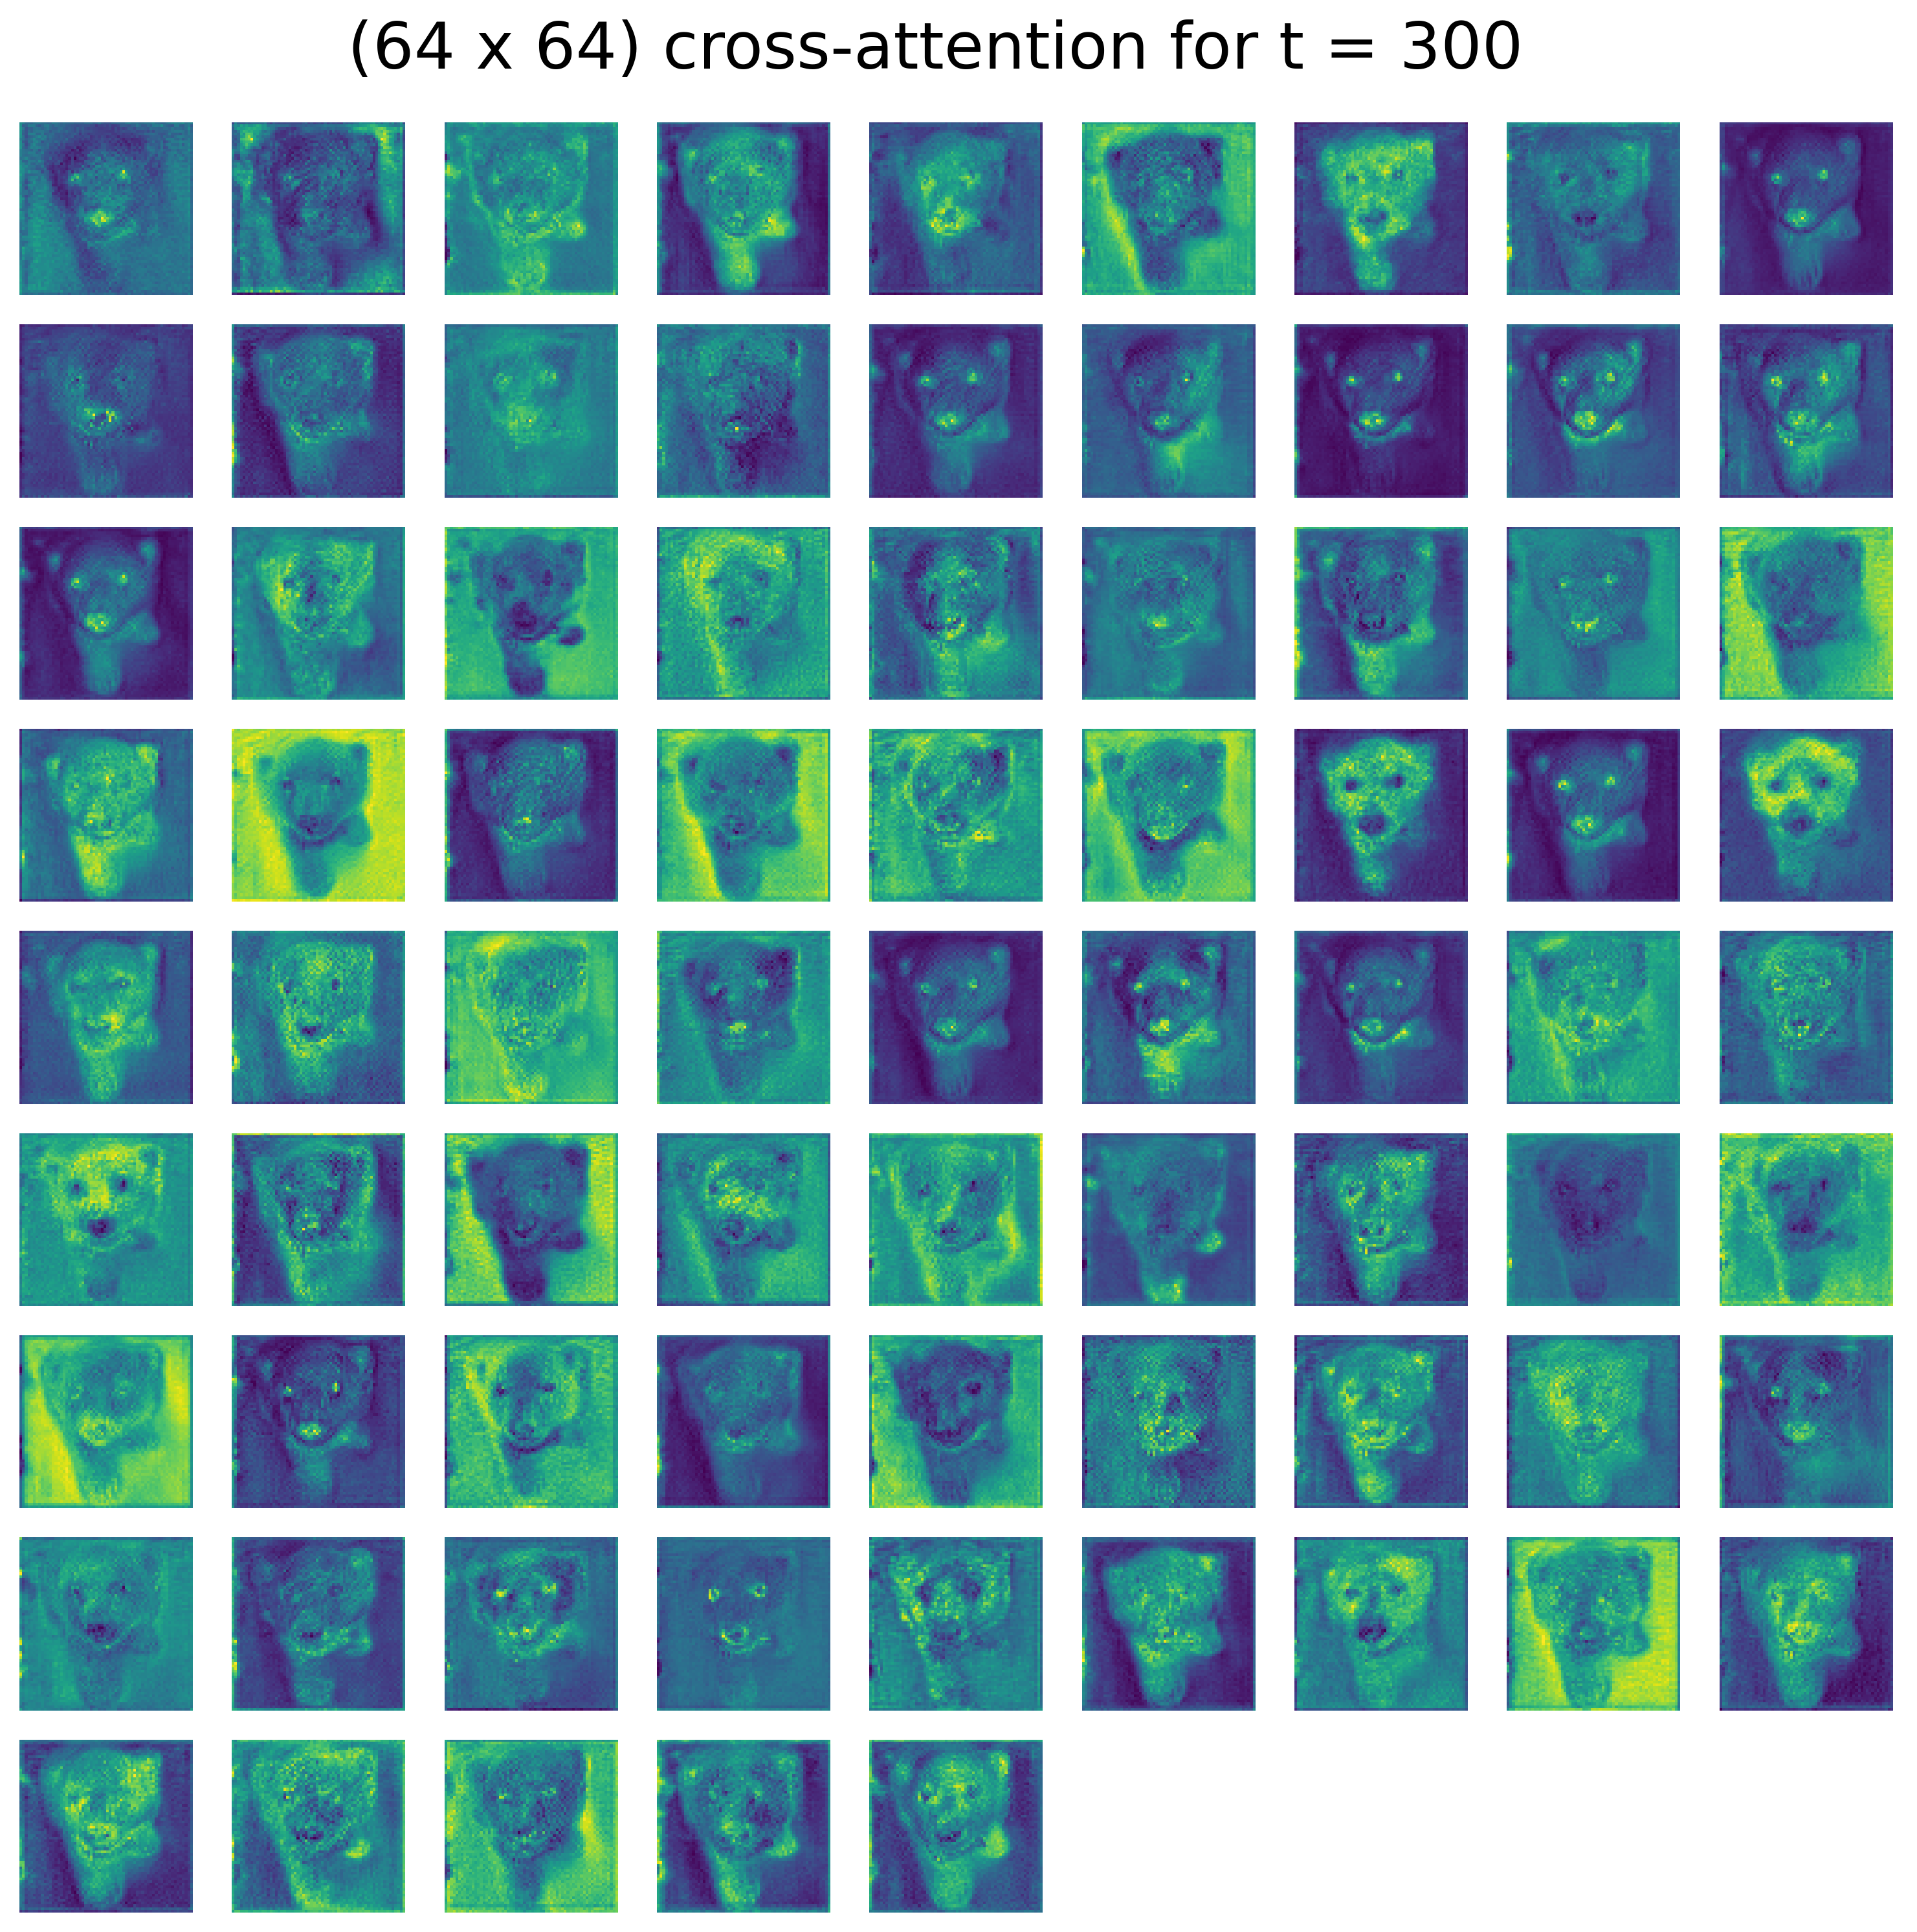 (64 x 64) cross-attention for t = 300